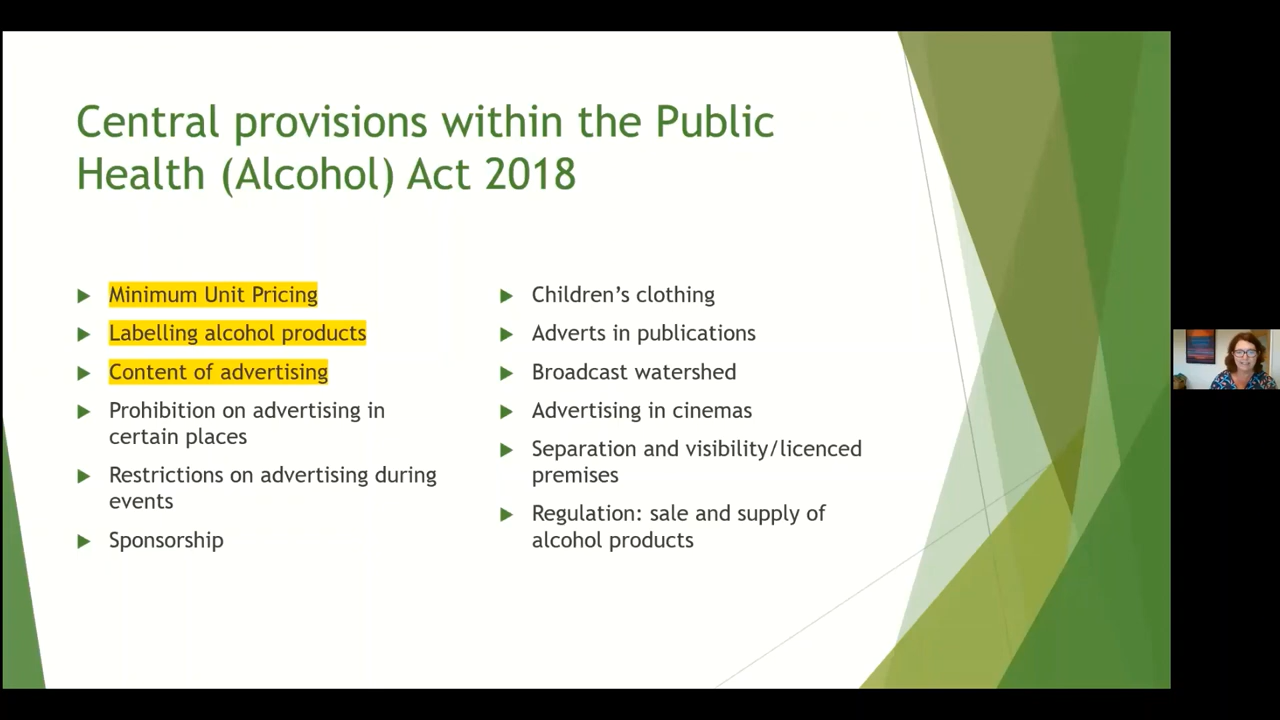 Central provisions within the Public
Health (Alcohol) Act 2018
Minimum Unit Pricing
Labelling alcohol products
Content of advertising
Prohibition on advertising in
certain places
Restrictions on advertising during
events
Sponsorship
Children’s clothing
Adverts in publications
Broadcast watershed
Advertising in cinemas
Separation and visibility/licenced
premises
Regulation: sale and supply of
alcohol products